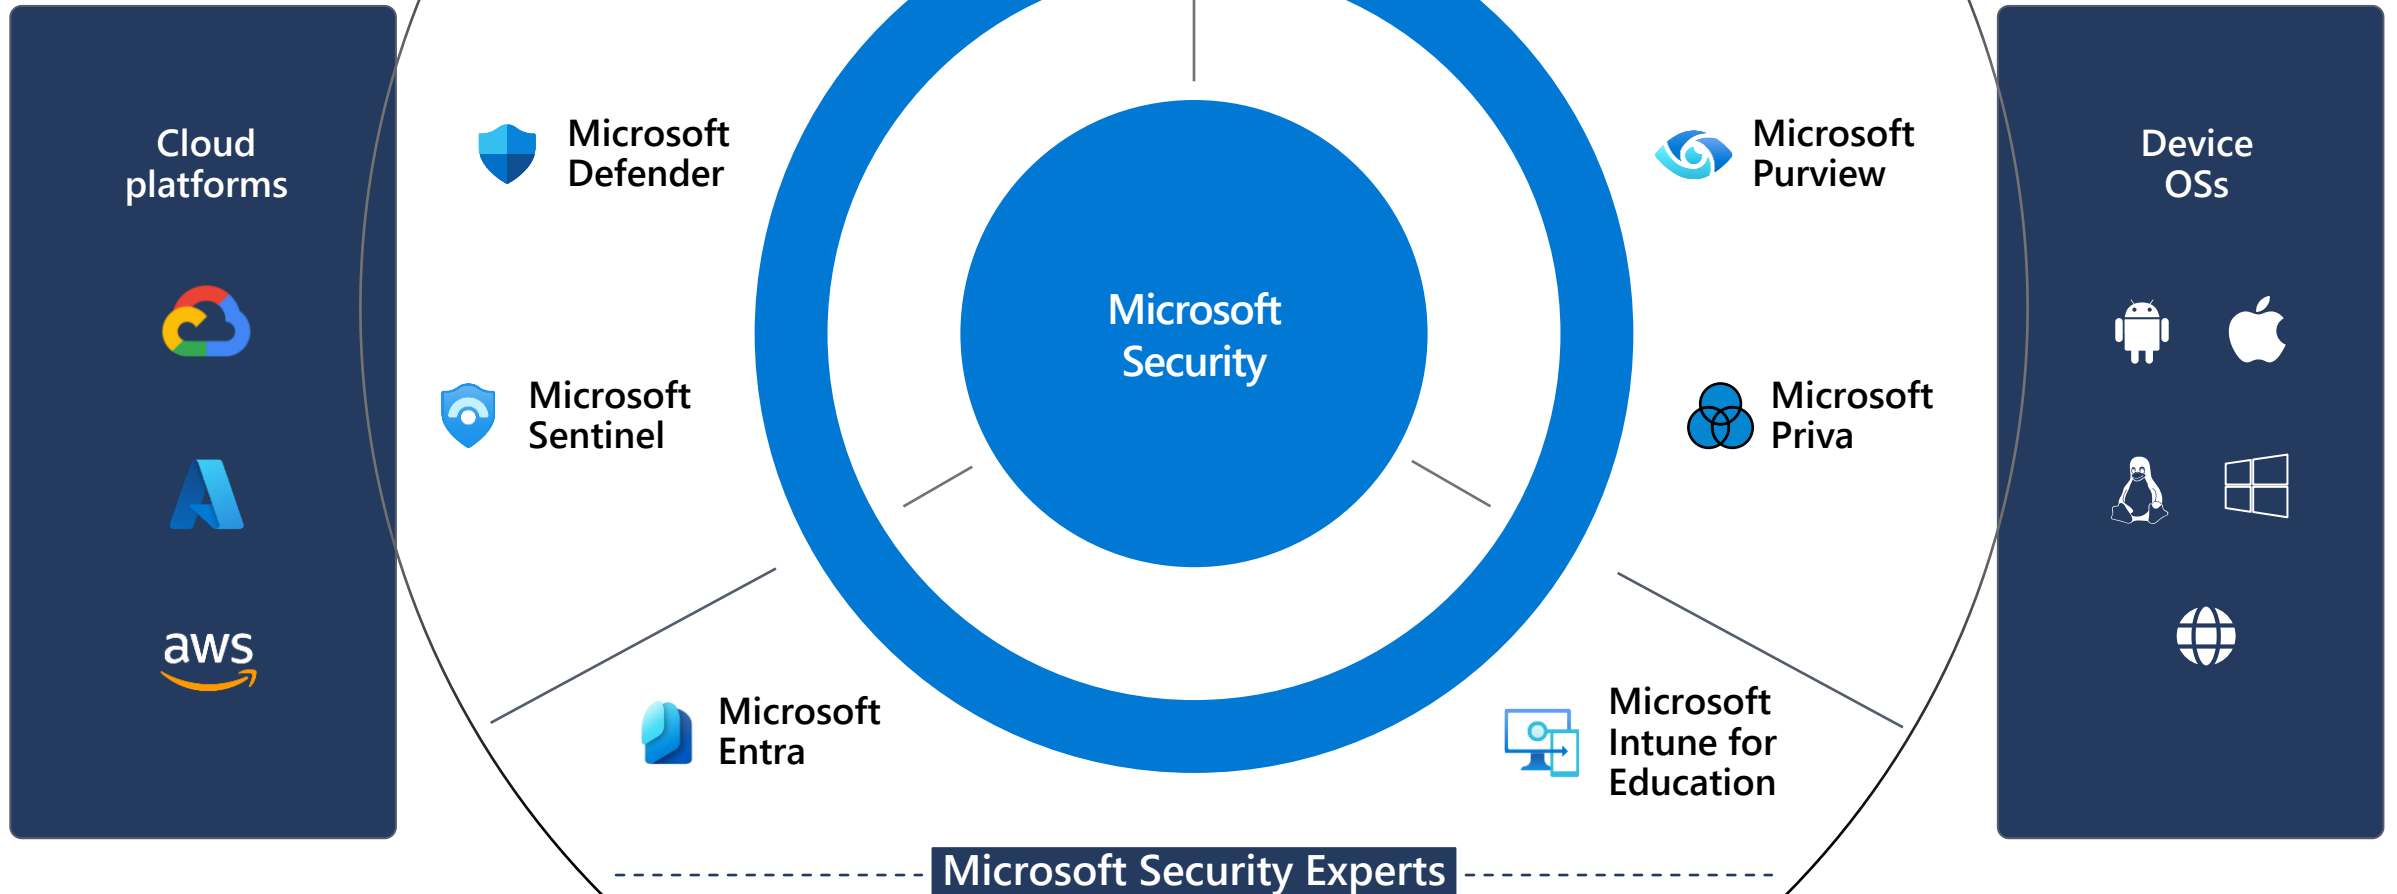 Cloud
platforms
aws
Microsoft
Defender
Microsoft
Sentinel
Microsoft
Entra
Microsoft
Security
Microsoft
Purview
Microsoft
Priva
Microsoft
Intune for
Education
Microsoft Security Experts
Device
OSs